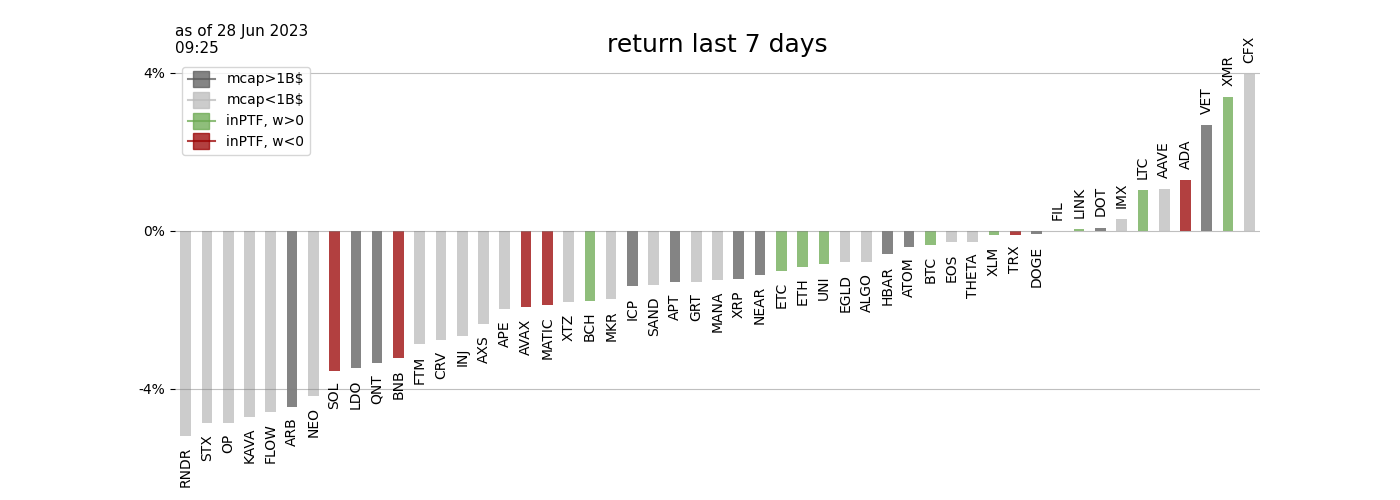 as of 28 Jun 2023
09:25
return last 7 days
mcap>1B$
mcap<1B$
inPTF, w>0
inPTF, w<0
4%
0%
-4%
RNDR
STX
OP
KAVA
FLOW
ARB
NEO
SOL
LDO
QNT
BNB
FTM
CRV
INJ
AXS
APE
AVAX
MATIC
XTZ
BCH
MKR
ICP
SAND
APT
GRT
MANA
XRP
NEAR
ETC
ETH
UNI
EGLD
ALGO
HBAR
ATOM
BTC
EOS
THETA
XLM
TRX
DOGE
FIL
LINK
DOT
IMX
LTC
AAVE
ADA
VET
XMR
CFX